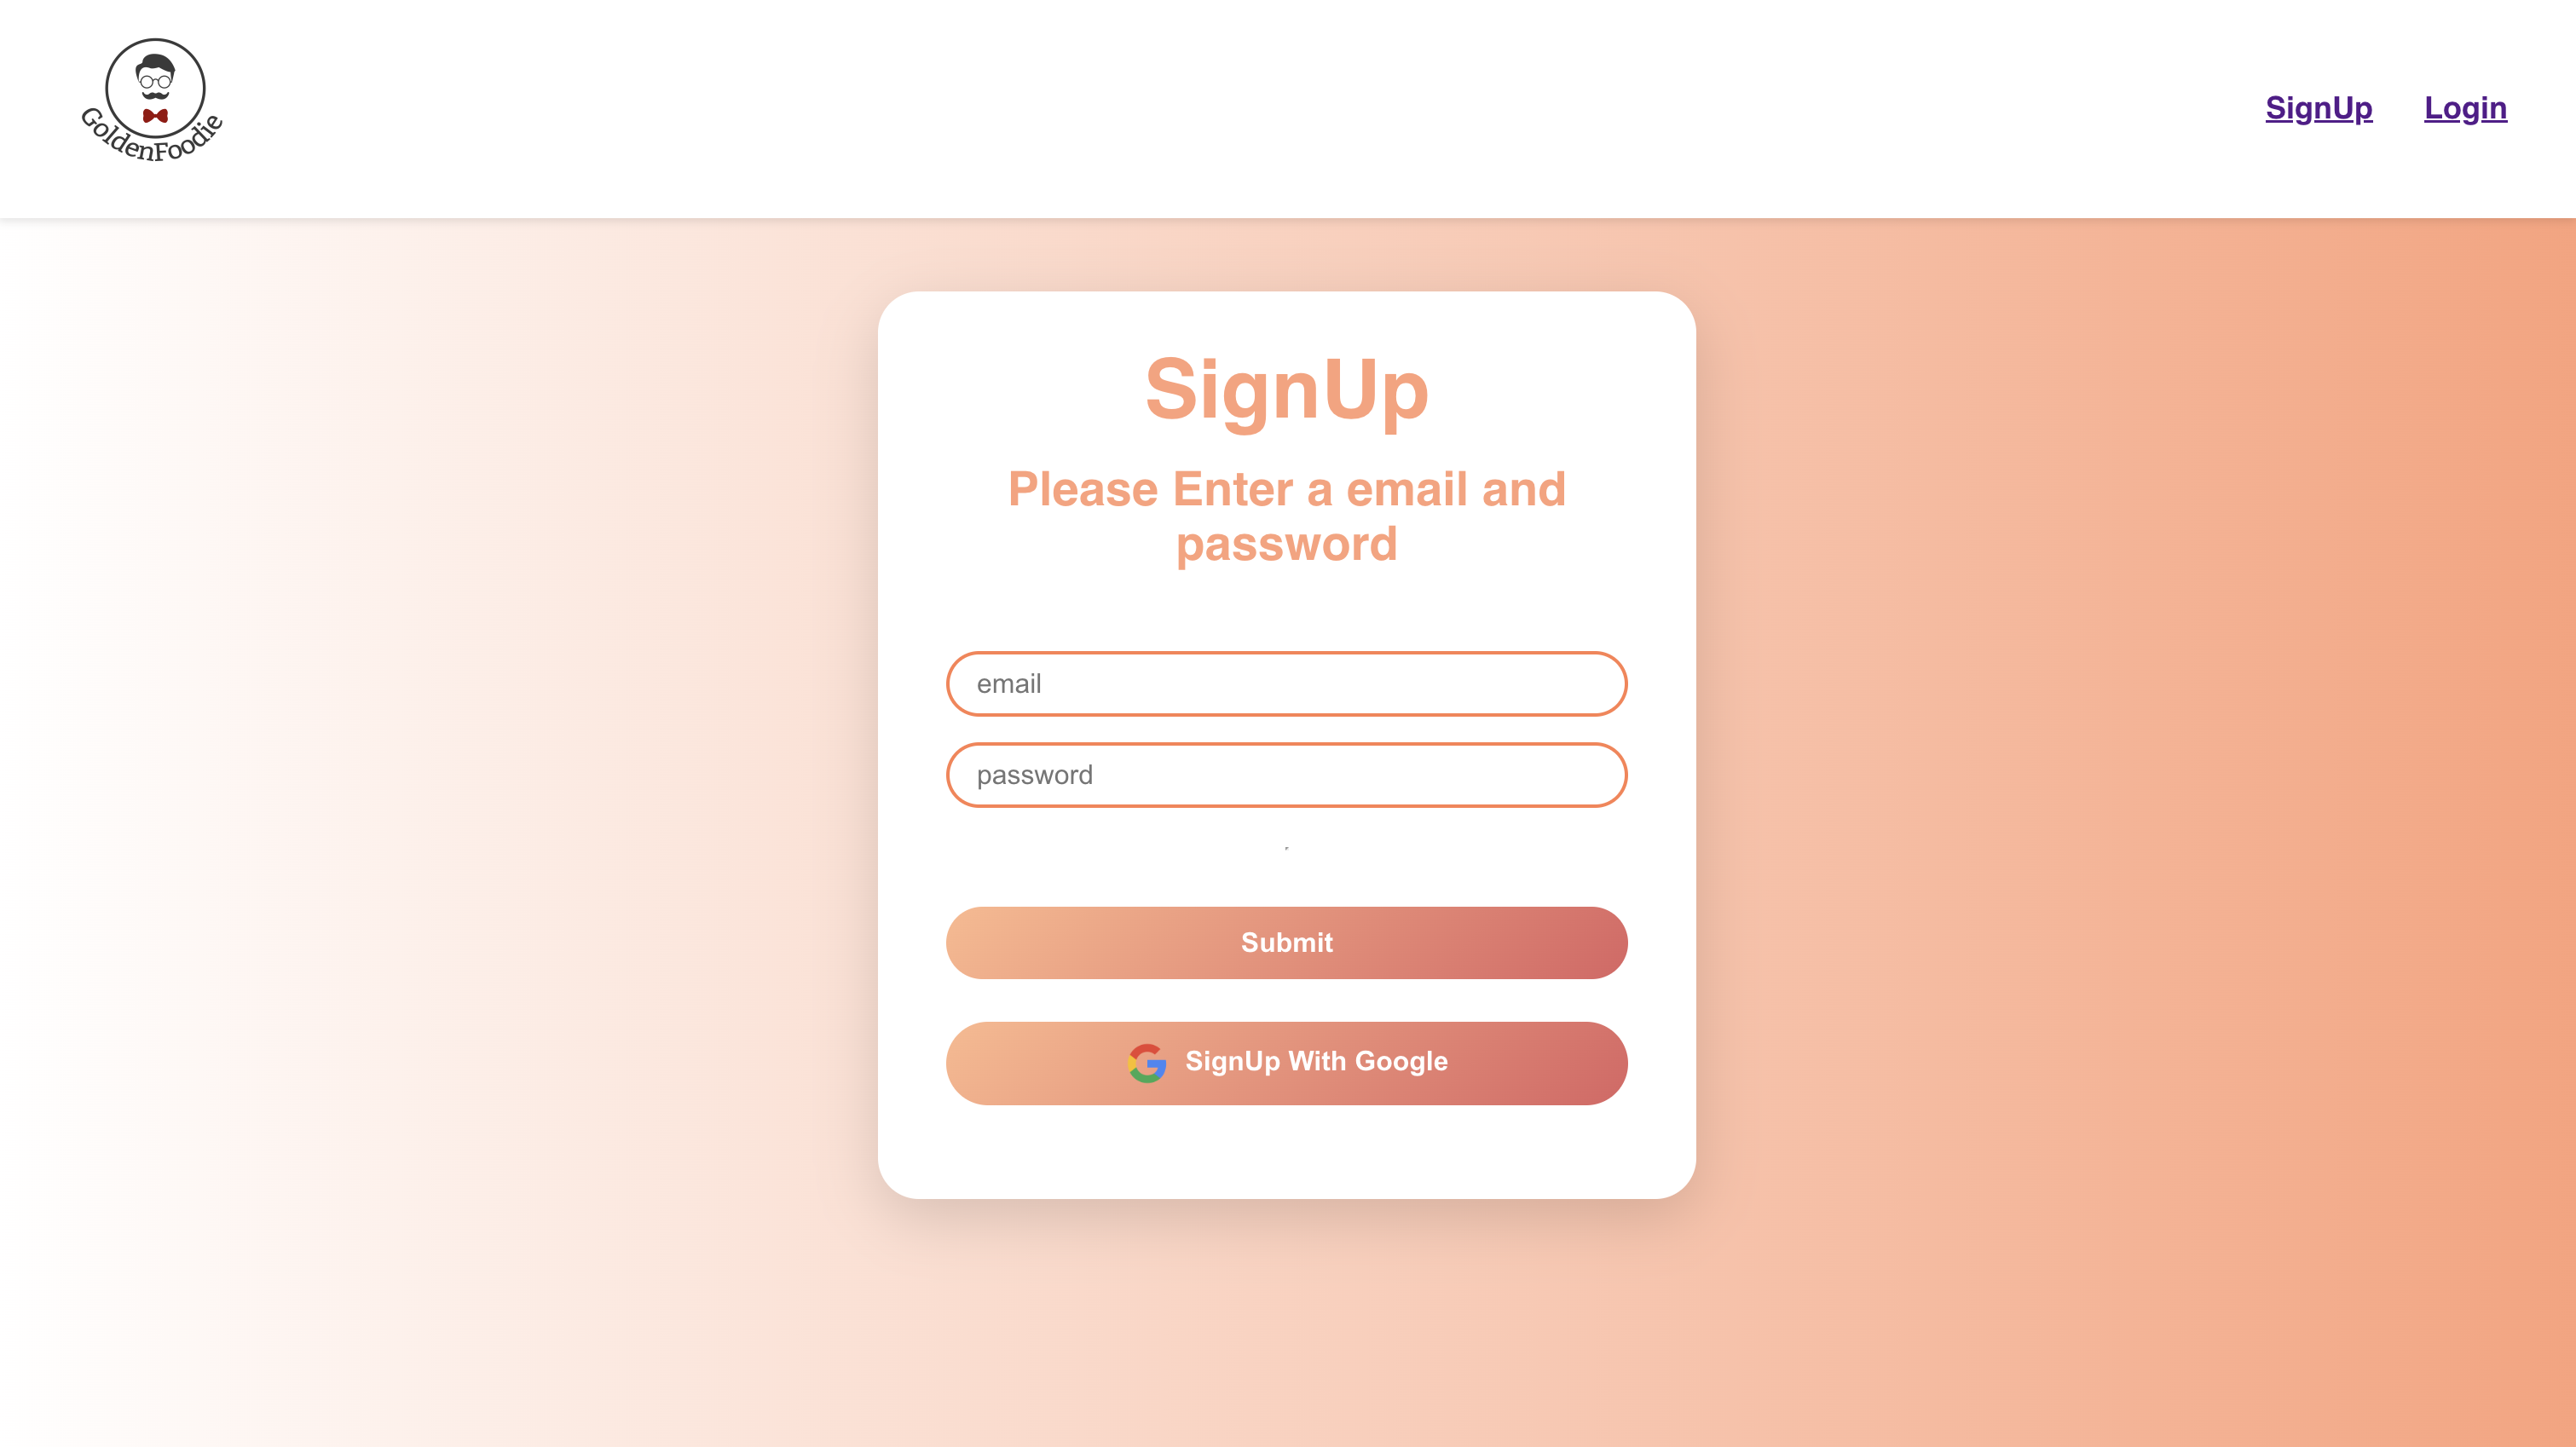 GoldenFoodie
SignUp Login
SignUp
Please Enter a email and
password
email
password
Submit
SignUp With Google